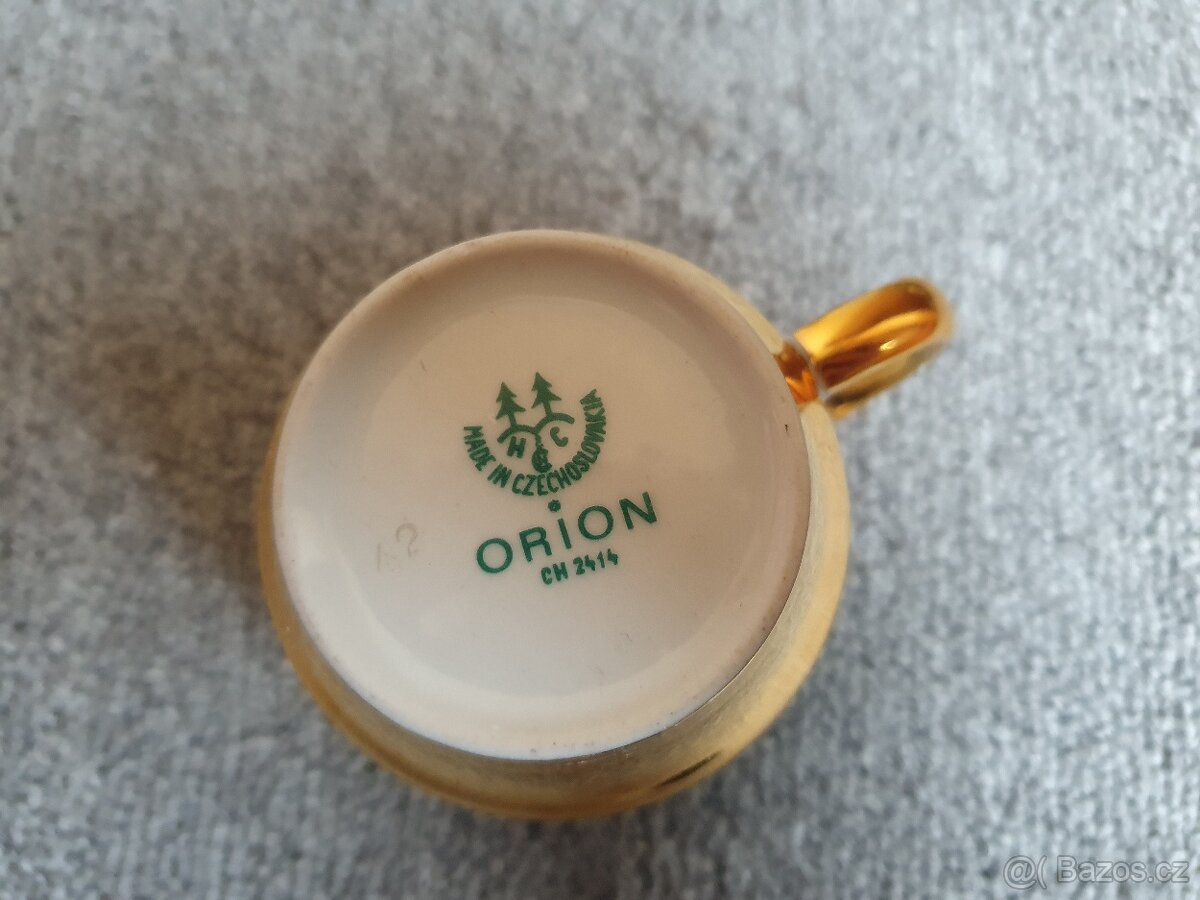 H C
MADE IN CZECHOSLOVAKIA
ORION
CH 2414
@( Bazos.cz